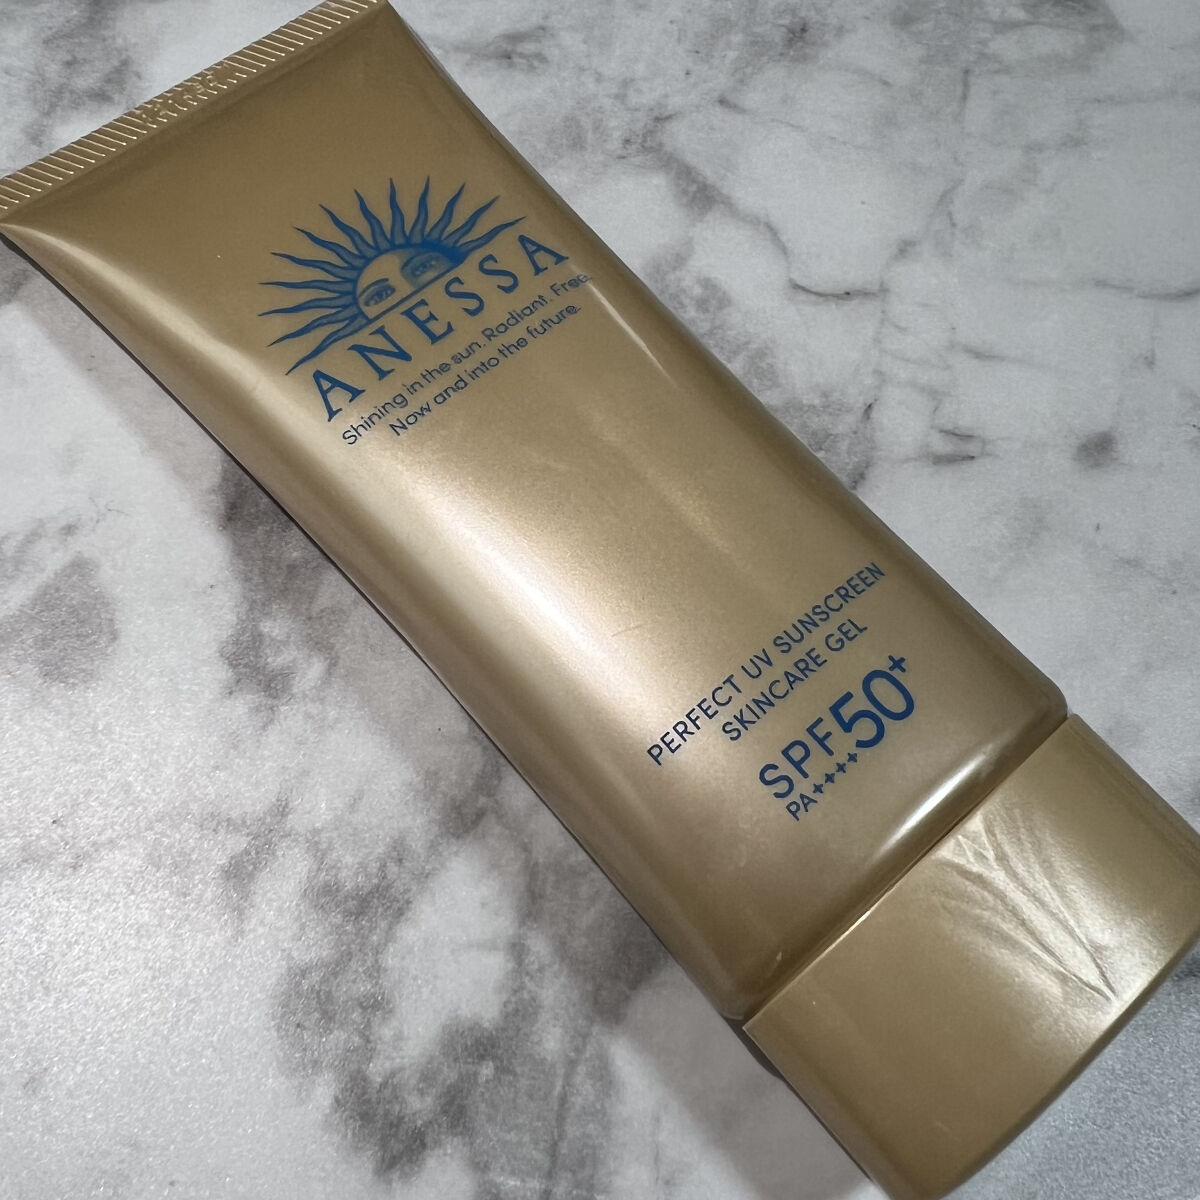 ANESSA
Shining in the sun. Radiant. Free.
Now and into the future.
PERFECT UV SUNSCREEN
SKINCARE GEL
SPF50+
PA++++